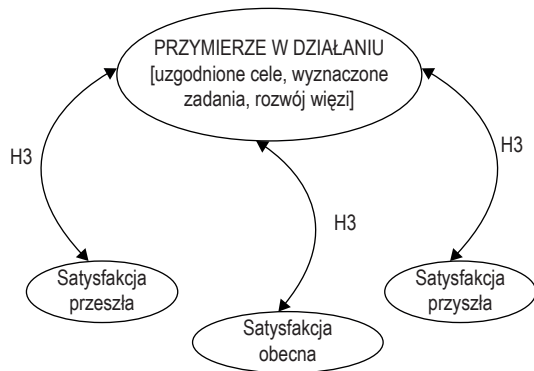 PRZYMIERZE W DZIAŁANIU
[uzgodnione cele, wyznaczone
zadania, rozwój więzi]
H3
H3
H3
Satysfakcja
przeszła
Satysfakcja
obecna
Satysfakcja
przyszła